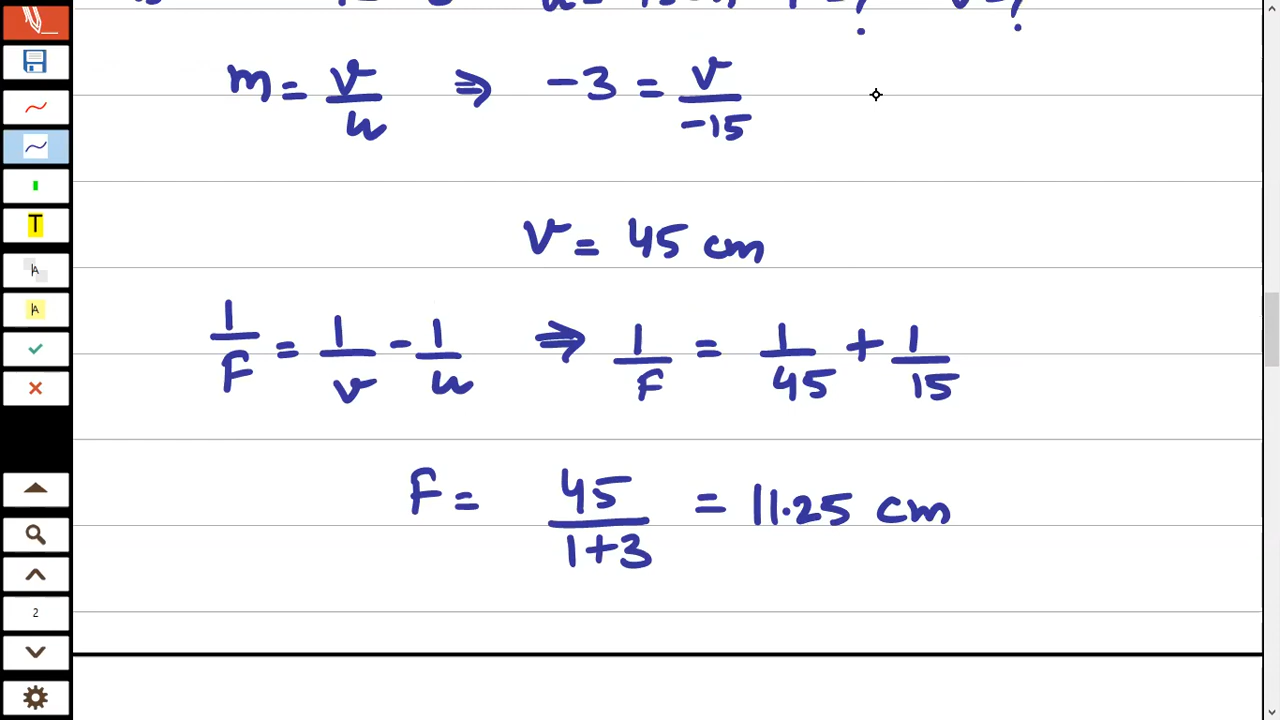 m = v/u ⇒ -3 = v/-15
v = 45 cm
1/F = 1/v - 1/u ⇒ 1/F = 1/45 + 1/15
F = 45/1+3 = 11.25 cm
T
A
A
2